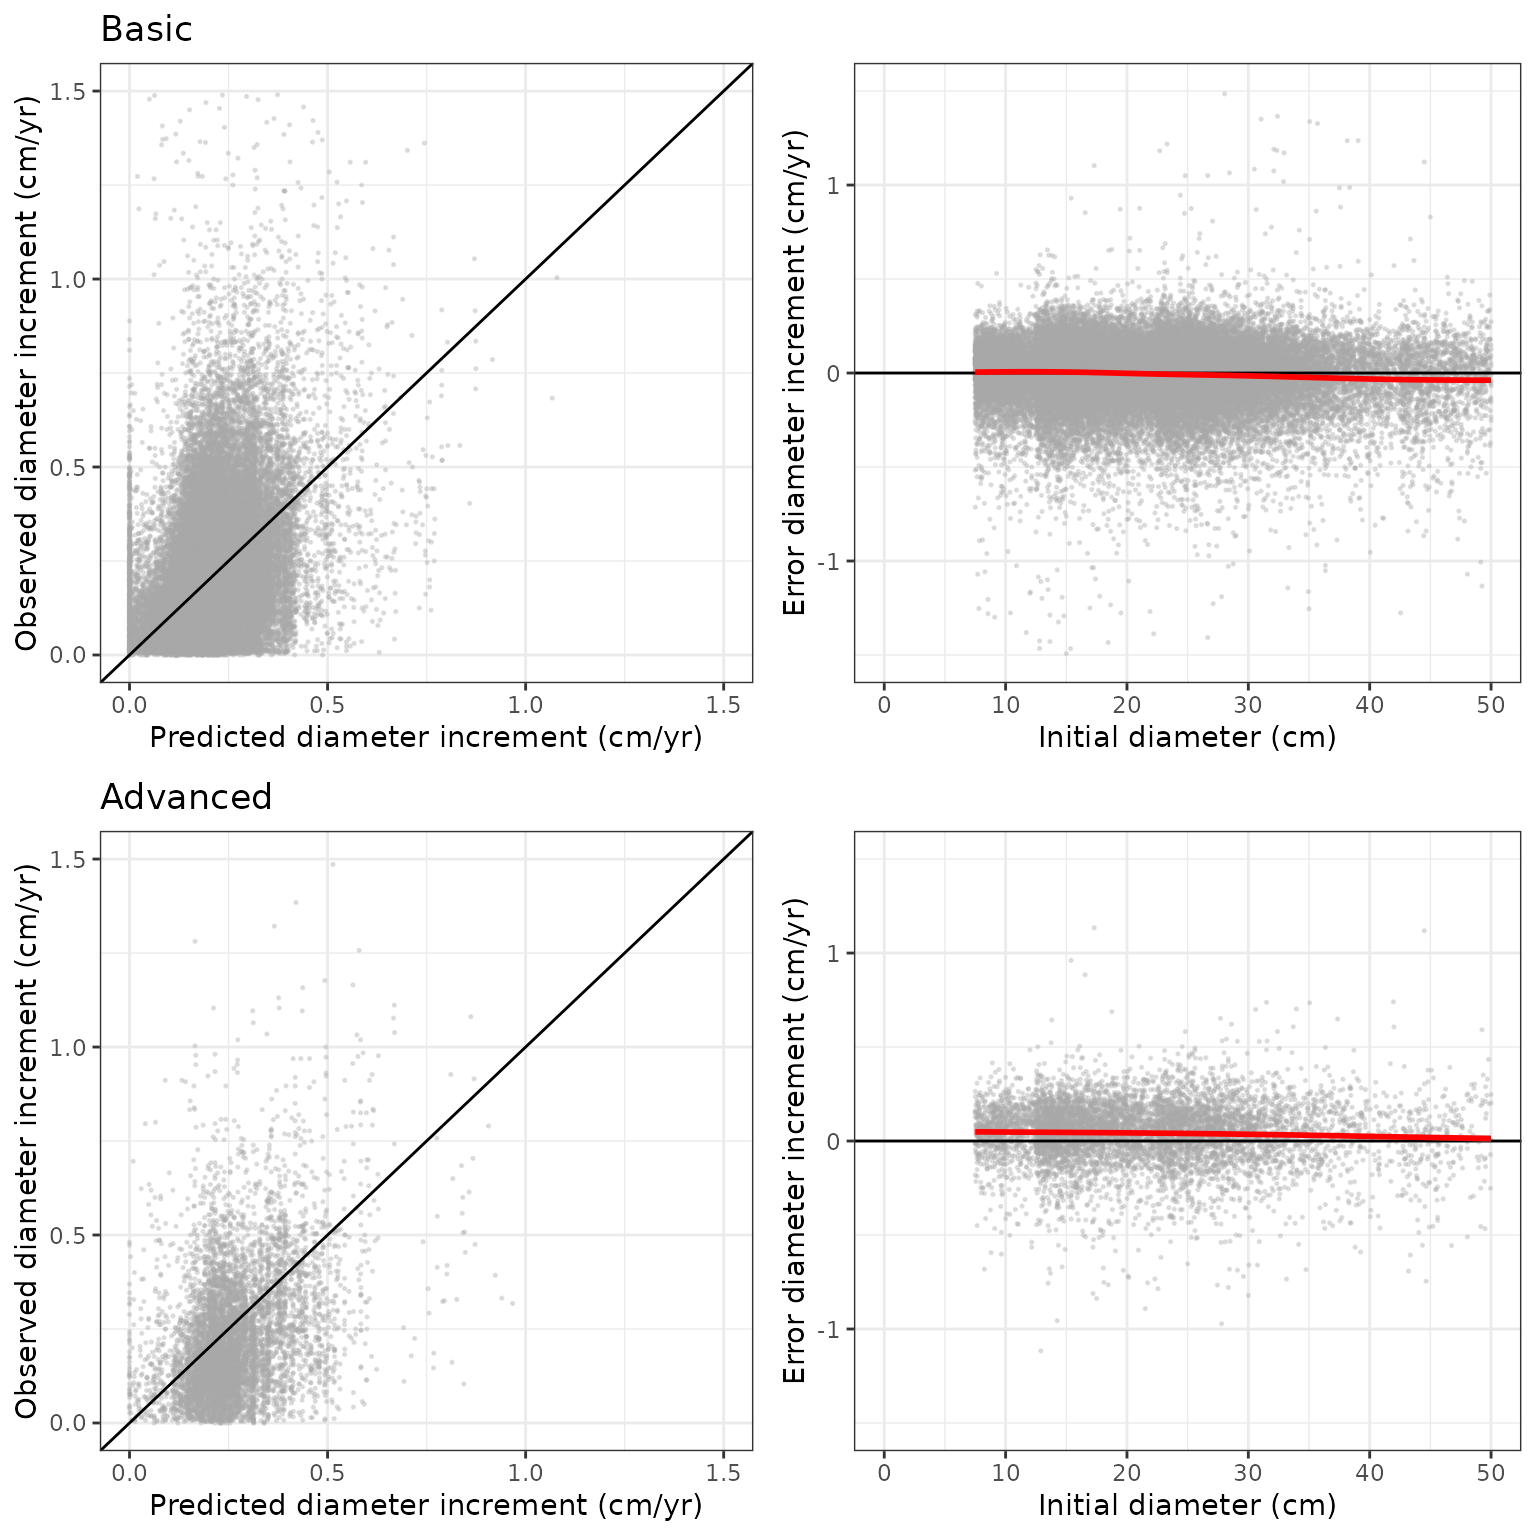 Basic
Observed diameter increment (cm/yr)
1.5
1.0
0.5
0.0
0.0 0.5 1.0 1.5
Predicted diameter increment (cm/yr)
Error diameter increment (cm/yr)
1
0
-1
0 10 20 30 40 50
Initial diameter (cm)
Advanced
Observed diameter increment (cm/yr)
1.5
1.0
0.5
0.0
0.0 0.5 1.0 1.5
Predicted diameter increment (cm/yr)
Error diameter increment (cm/yr)
1
0
-1
0 10 20 30 40 50
Initial diameter (cm)